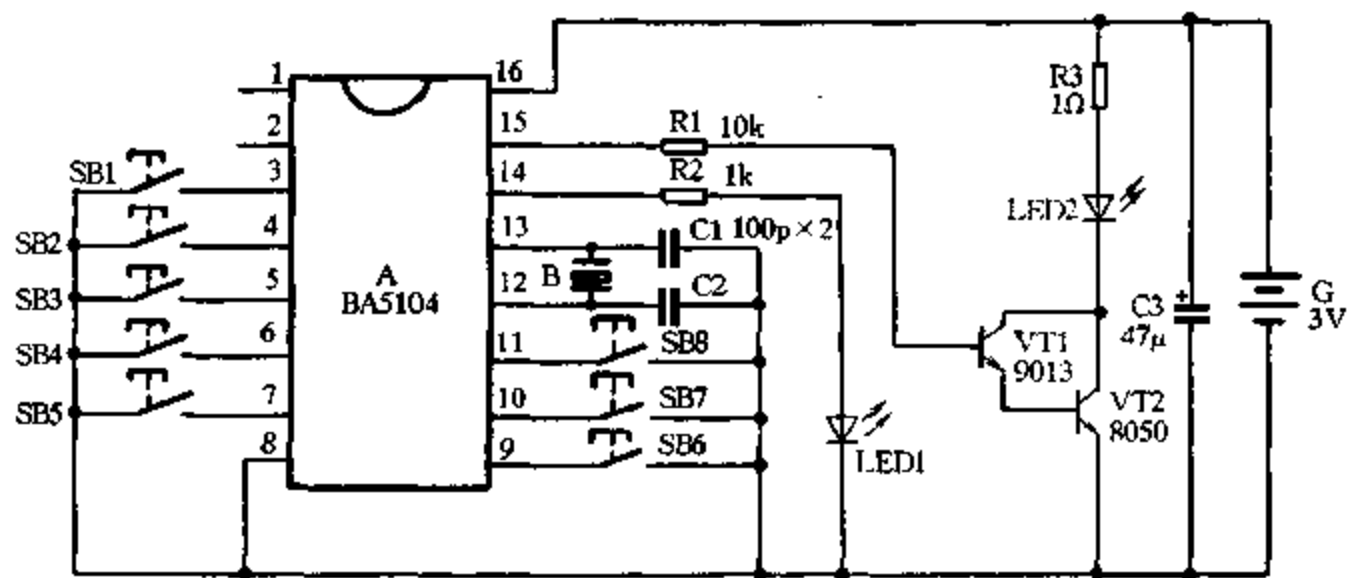 1
16
R3
1Ω
2
15
R1 10k
SB1
3
14
R2 1k
LED2
SB2
4
13
C1 100p×2
A
BA5104
B
SB3
5
12
C2
C3
47μ
G
3V
SB4
6
11
SB8
VT1
9013
SB5
7
10
SB7
VT2
8050
8
9
SB6
LED1
+